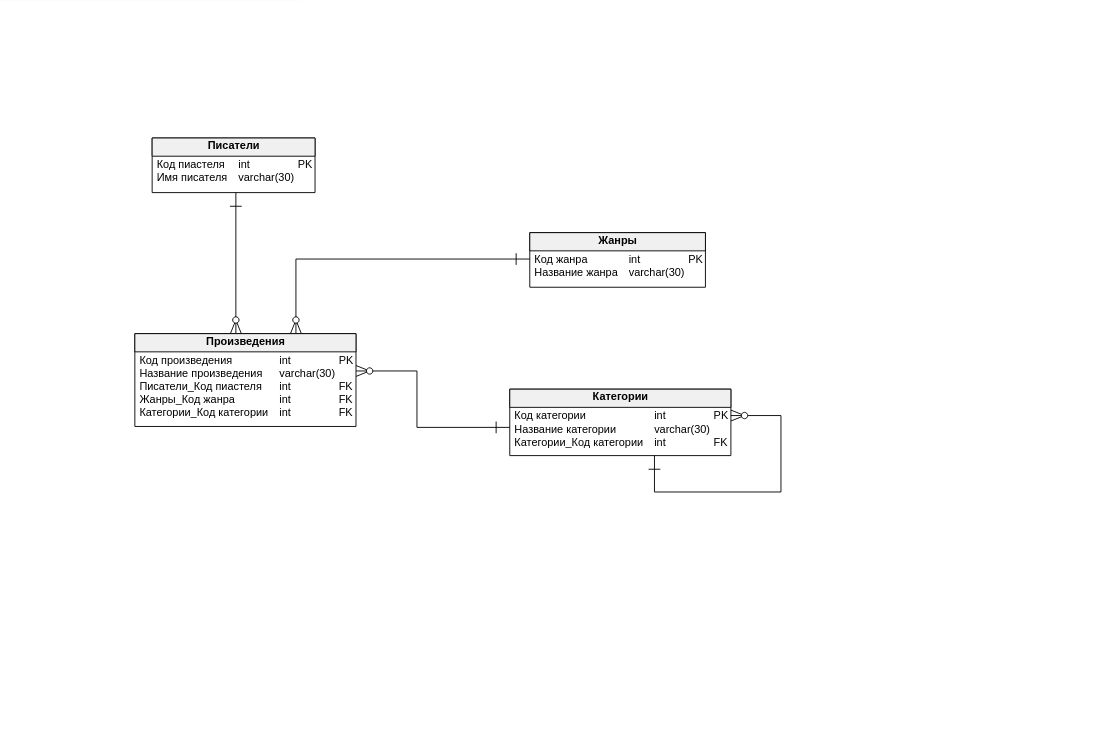 Писатели
Код пиастеля int PK
Имя писателя varchar(30)
Жанры
Код жанра int PK
Название жанра varchar(30)
Произведения
Код произведения int PK
Название произведения varchar(30)
Писатели_Код пиастеля int FK
Жанры_Код жанра int FK
Категории_Код категории int FK
Категории
Код категории int PK
Название категории varchar(30)
Категории_Код категории int FK